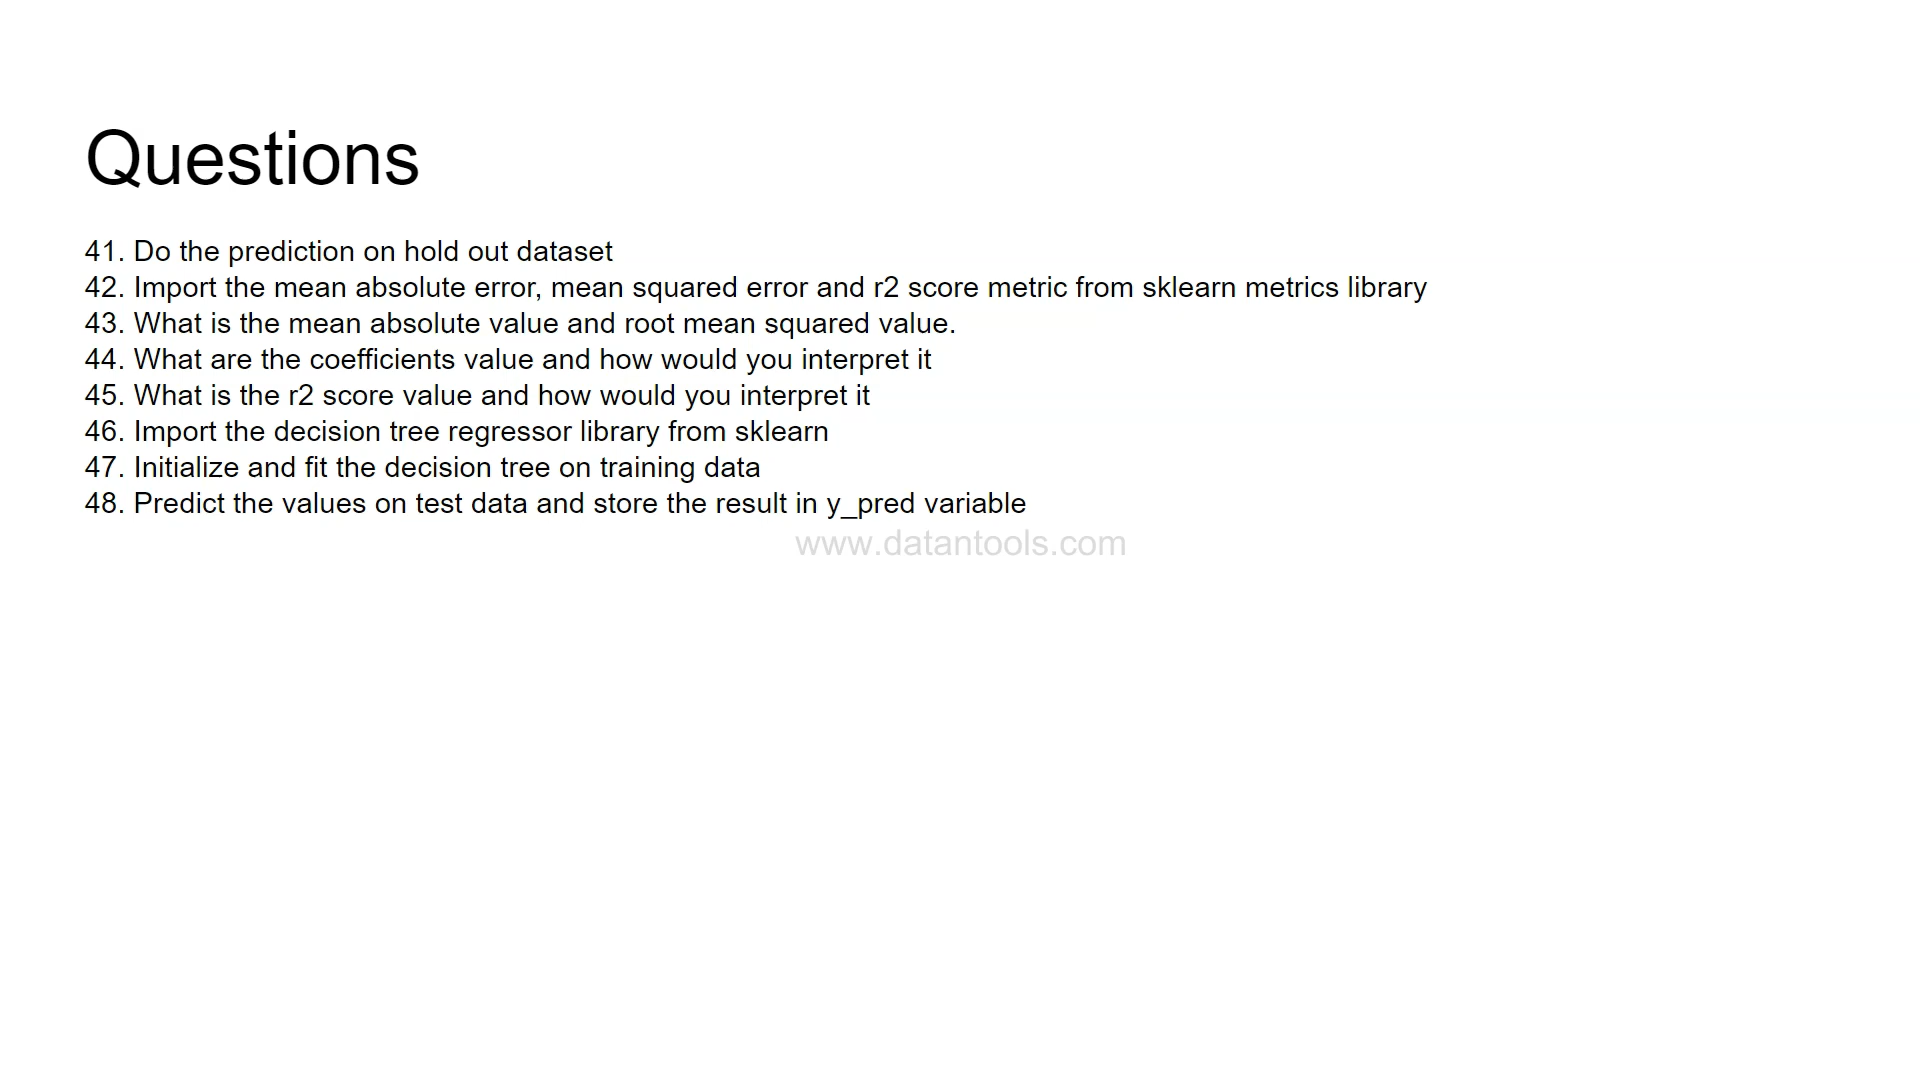 Questions
41. Do the prediction on hold out dataset
42. Import the mean absolute error, mean squared error and r2 score metric from sklearn metrics library
43. What is the mean absolute value and root mean squared value.
44. What are the coefficients value and how would you interpret it
45. What is the r2 score value and how would you interpret it
46. Import the decision tree regressor library from sklearn
47. Initialize and fit the decision tree on training data
48. Predict the values on test data and store the result in y_pred variable
www.datantools.com